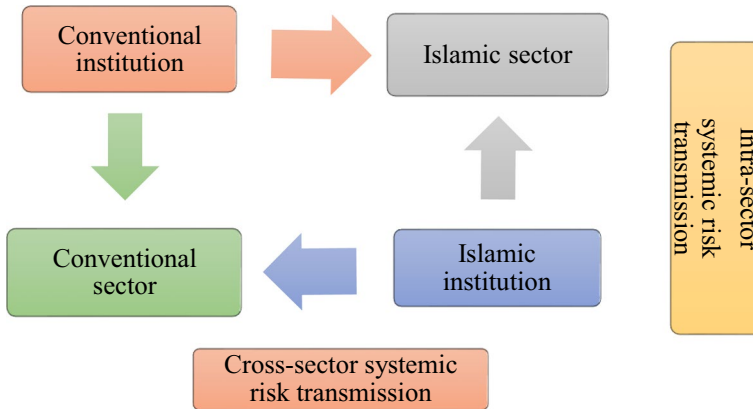 Conventional
institution
Islamic sector
Conventional
sector
Islamic
institution
Cross-sector systemic
risk transmission
Intra-sector
systemic risk
transmission